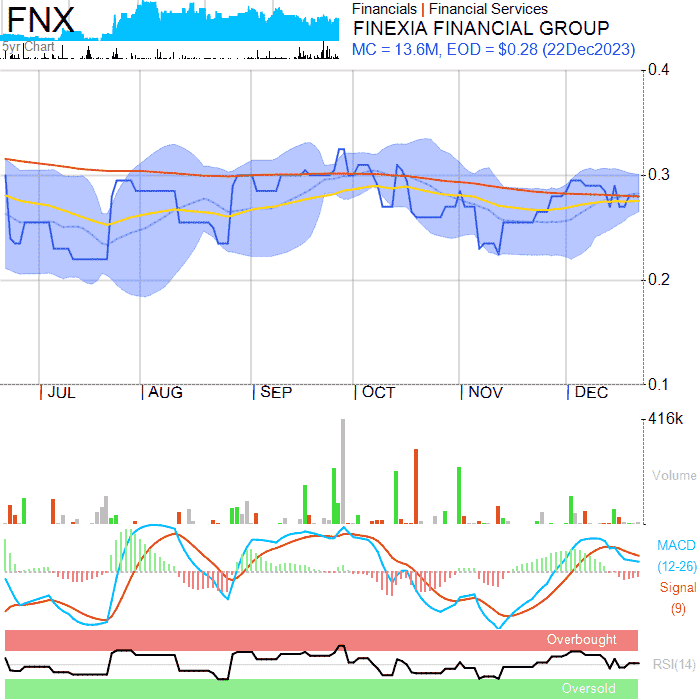 FNX
5yr Chart
Financials | Financial Services
FINEXIA FINANCIAL GROUP
MC = 13.6M, EOD = $0.28 (22Dec2023)
0.4
0.3
0.2
0.1
JUL AUG SEP OCT NOV DEC
416k
Volume
MACD
(12-26)
Signal
(9)
Overbought
RSI(14)
Oversold